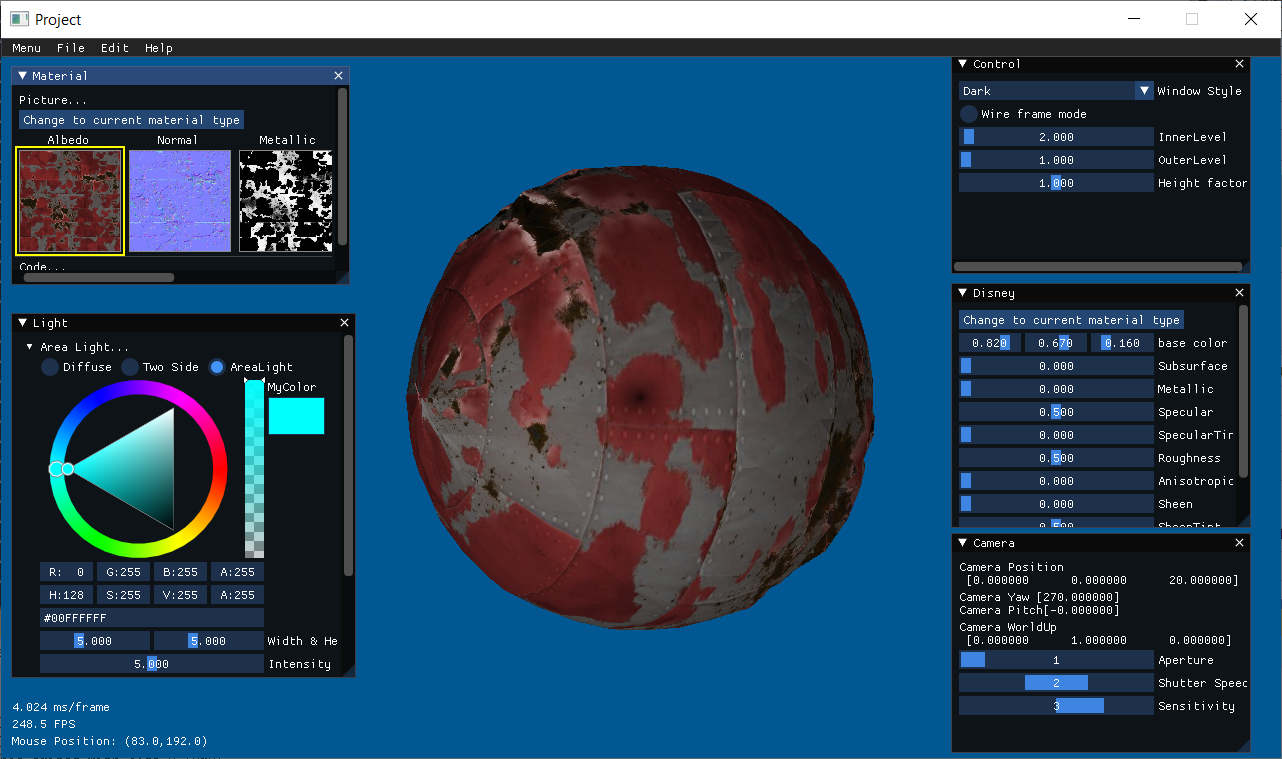 Project
Menu File Edit Help
Material
Picture...
Change to current material type
Albedo Normal Metallic
Code...
Light
Area Light...
Diffuse Two Side AreaLight
MyColor
R: 0 G:255 B:255 A:255
H:128 S:255 V:255 A:255
#00FFFFFF
5.000 5.000 Width & He
5.000 Intensity
4.024 ms/frame
248.5 FPS
Mouse Position: (83.0,192.0)
Control
Dark Window Style
Wire frame mode
2.000 InnerLevel
1.000 OuterLevel
1.000 Height factor
Disney
Change to current material type
0.820 0.670 0.160 base color
0.000 Subsurface
0.000 Metallic
0.500 Specular
0.000 SpecularTin
0.500 Roughness
0.000 Anisotropic
0.000 Sheen
0.500 SheenTint
Camera
Camera Position
[0.000000 0.000000 20.000000]
Camera Yaw [270.000000]
Camera Pitch[-0.000000]
Camera WorldUp
[0.000000 1.000000 0.000000]
1 Aperture
2 Shutter Speed
3 Sensitivity